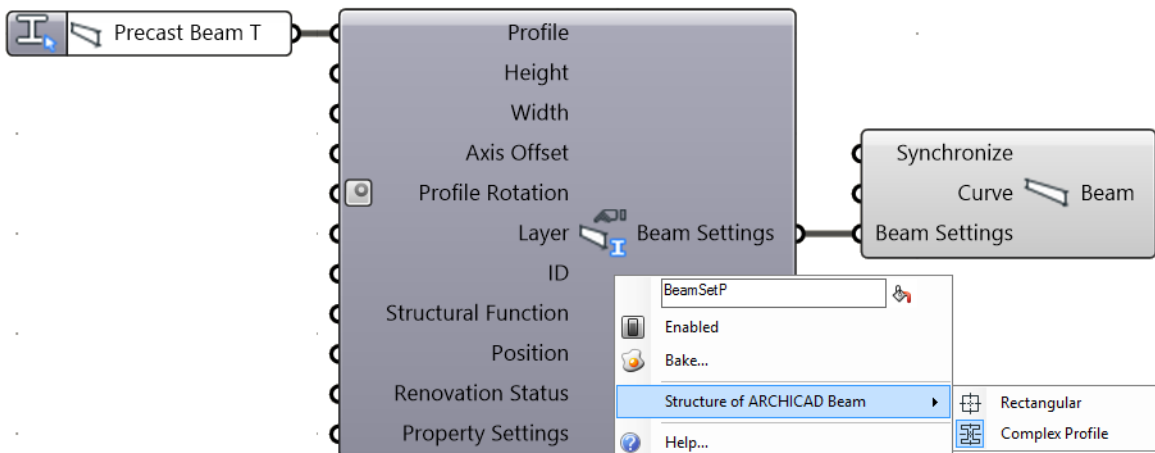 Precast Beam T
Profile
Height
Width
Axis Offset
Profile Rotation
Layer
ID
Structural Function
Position
Renovation Status
Property Settings
Beam Settings
Synchronize
Curve
Beam Settings
Beam
BeamSetP
Enabled
Bake...
Structure of ARCHICAD Beam
Help...
Rectangular
Complex Profile